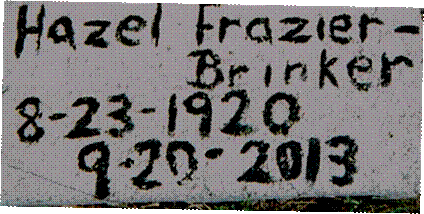 Hazel Frazier-
Brinker
8-23-1920
9-20-2013